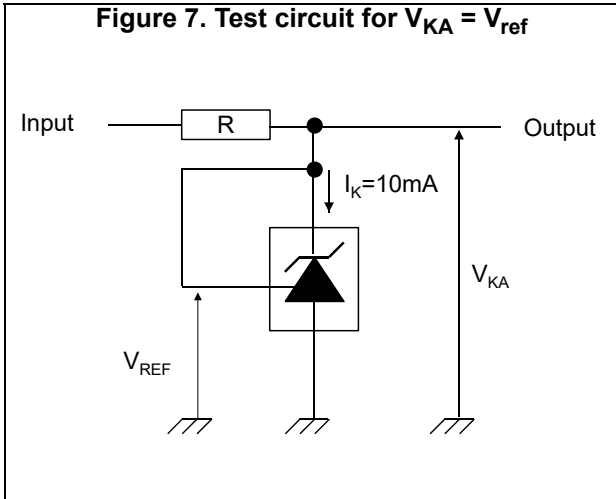 Figure 7. Test circuit for VKA = Vref
Input
R
Output
IK=10mA
VKA
VREF